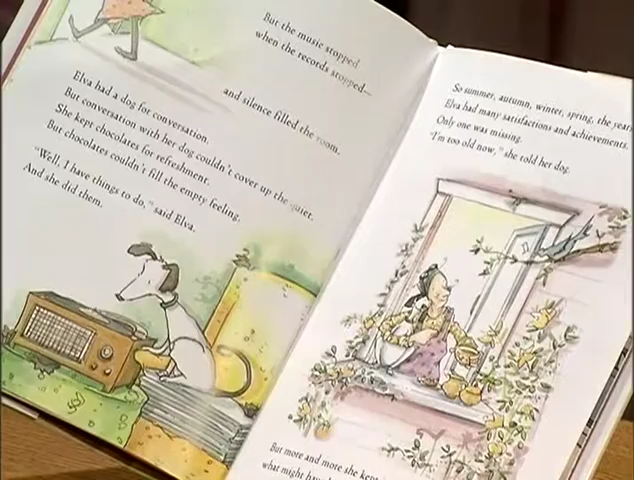 But the music stopped
when the records stopped—
and silence filled the room.
Elva had a dog for conversation.
But conversation with her dog couldn't cover up the quiet.
She kept chocolates for refreshment.
But chocolates couldn't fill the empty feeling.
"Well, I have things to do," said Elva.
And she did them.
So summer, autumn, winter, spring, the year
Elva had many satisfactions and achievements.
Only one was missing.
"I'm too old now," she told her dog.
But more and more she kept
what might have